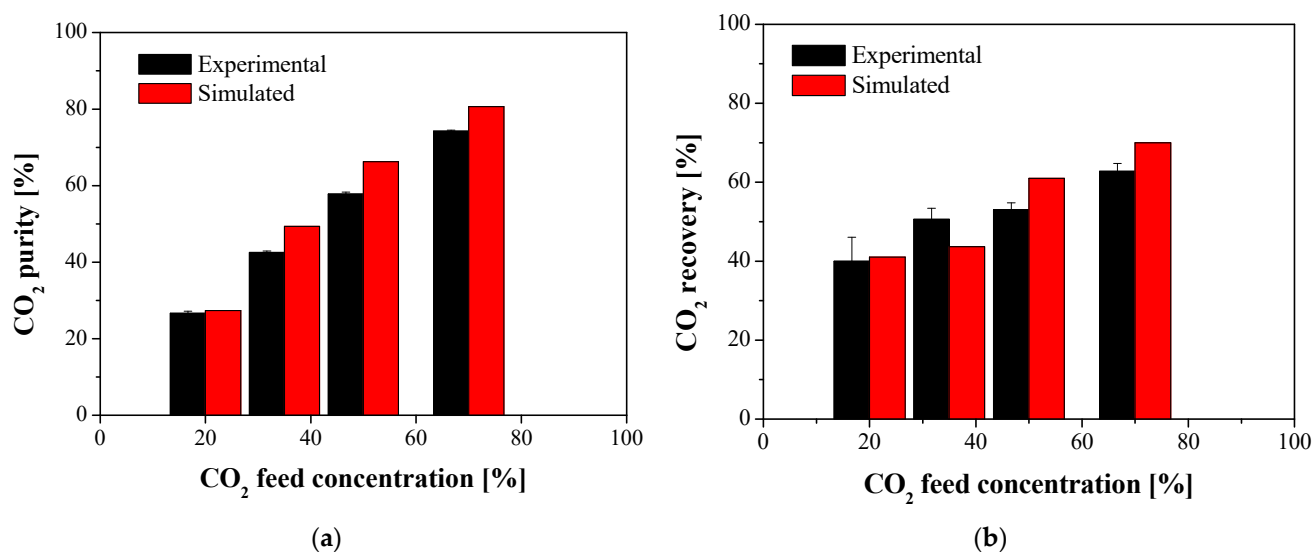 100
80
60
40
20
0
CO2 purity [%]
Experimental
Simulated
0 20 40 60 80 100
CO2 feed concentration [%]
(a)
100
80
60
40
20
0
CO2 recovery [%]
Experimental
Simulated
0 20 40 60 80 100
CO2 feed concentration [%]
(b)